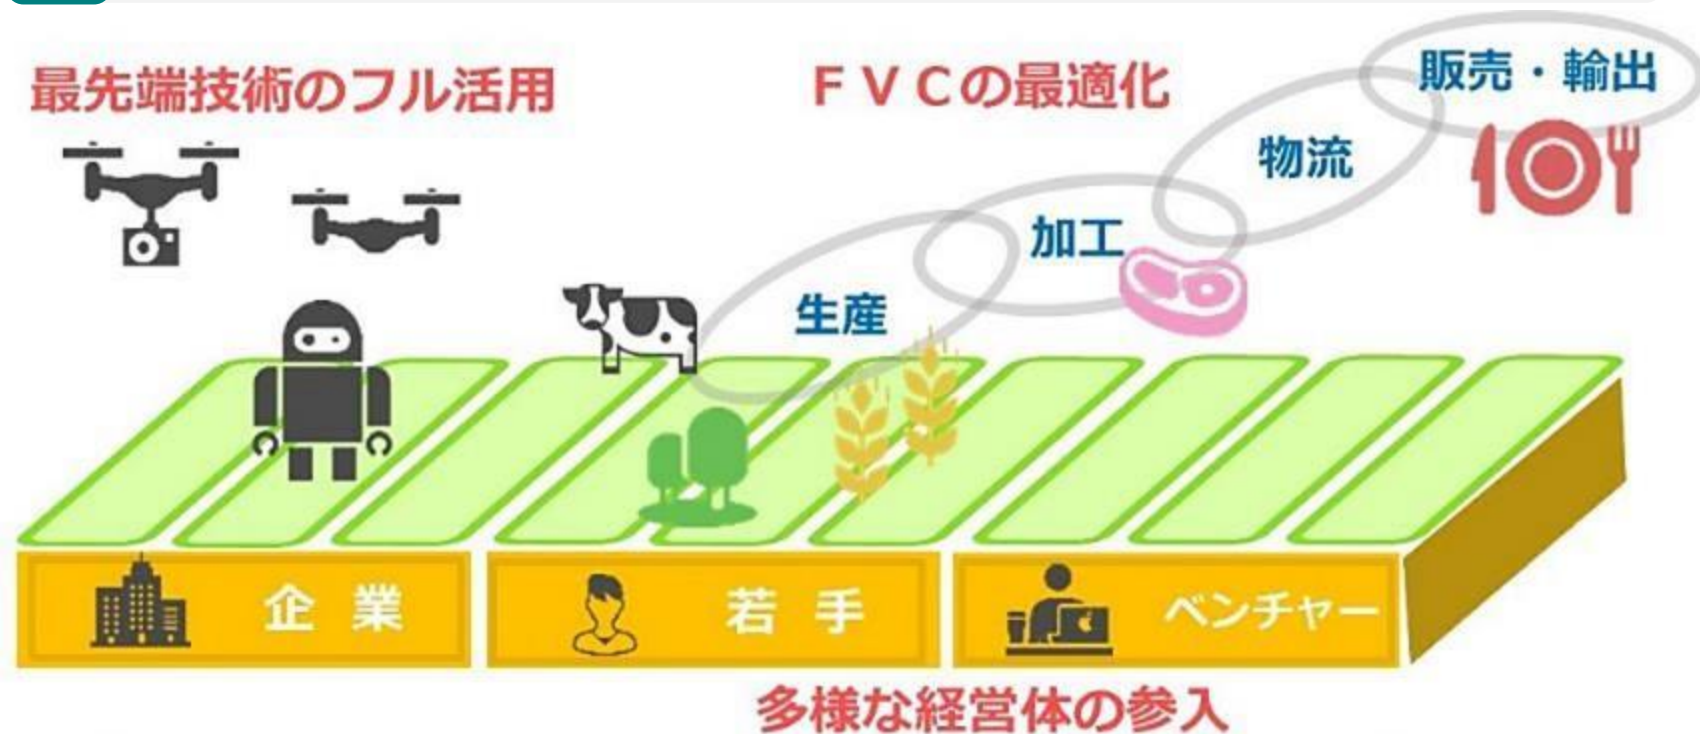 最先端技術のフル活用
ＦＶＣの最適化
販売・輸出
物流
加工
生産
企業
若手
ベンチャー
多様な経営体の参入